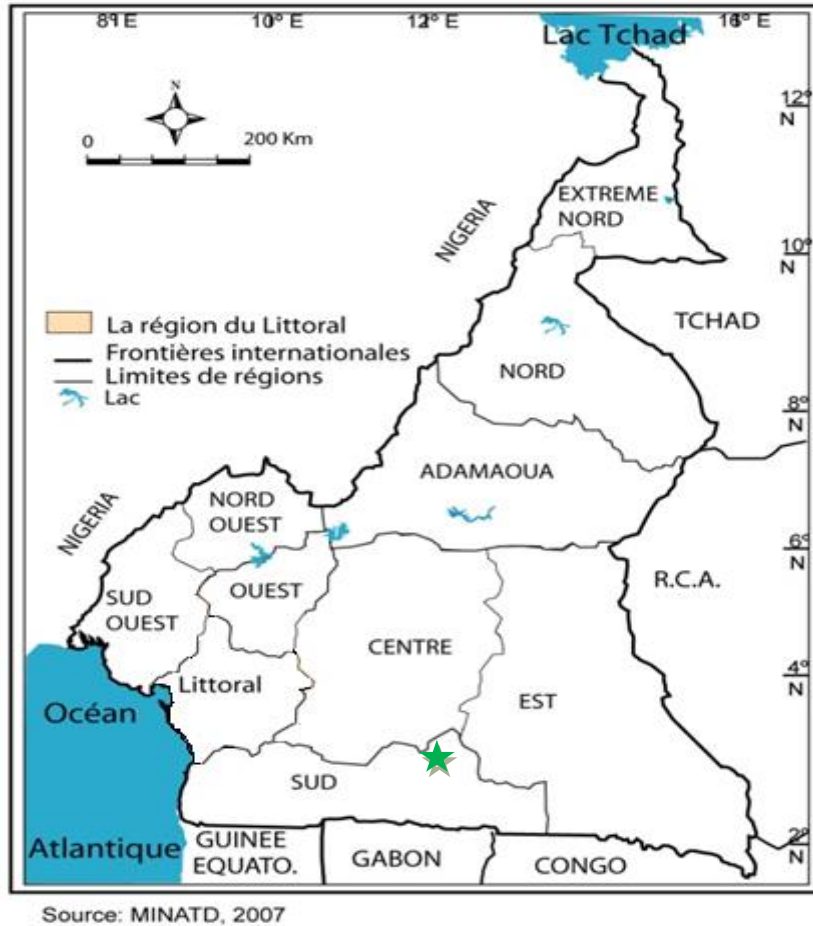 8°1 E 10° E 12° E 16° E
Lac Tchad
N
0 200 Km
12°
N
EXTREME
NORD
NIGERIA
10°
N
La région du Littoral
Frontières internationales
Limites de régions
Lac
TCHAD
NORD
8°
N
ADAMAOUA
NORD
OUEST
NIGERIA
6°
N
R.C.A.
OUEST
SUD
OUEST
CENTRE
4°
N
Littoral
EST
Océan
SUD
Atlantique
GUINEE
EQUATO.
GABON
CONGO
2°
N
Source: MINATD, 2007